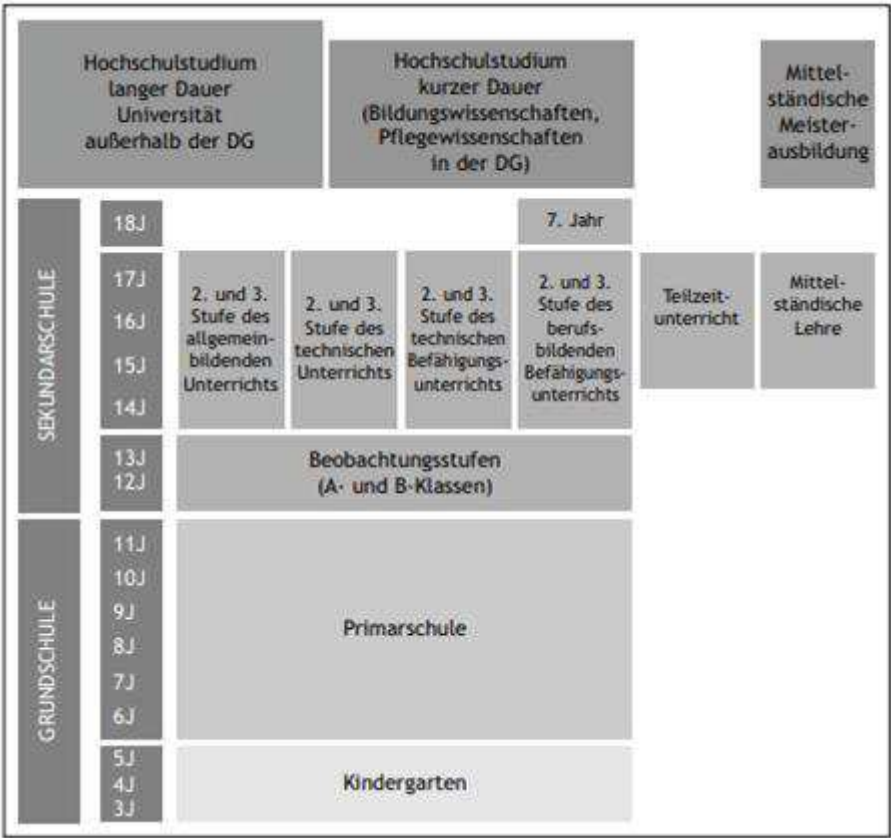 Hochschulstudium
langer Dauer
Universität
außerhalb der DG
Hochschulstudium
kurzer Dauer
(Bildungswissenschaften,
Pflegewissenschaften
in der DG)
Mittel-
ständische
Meister-
ausbildung
SEKUNDARSCHULE
18J
7. Jahr
17J
16J
15J
14J
2. und 3.
Stufe des
allgemein-
bildenden
Unterrichts
2. und 3.
Stufe des
technischen
Unterrichts
2. und 3.
Stufe des
technischen
Befähigungs-
unterrichts
2. und 3.
Stufe des
berufs-
bildenden
Befähigungs-
unterrichts
Teilzeit-
unterricht
Mittel-
ständische
Lehre
13J
12J
Beobachtungsstufen
(A- und B-Klassen)
GRUNDSCHULE
11J
10J
9J
8J
7J
6J
Primarschule
5J
4J
3J
Kindergarten